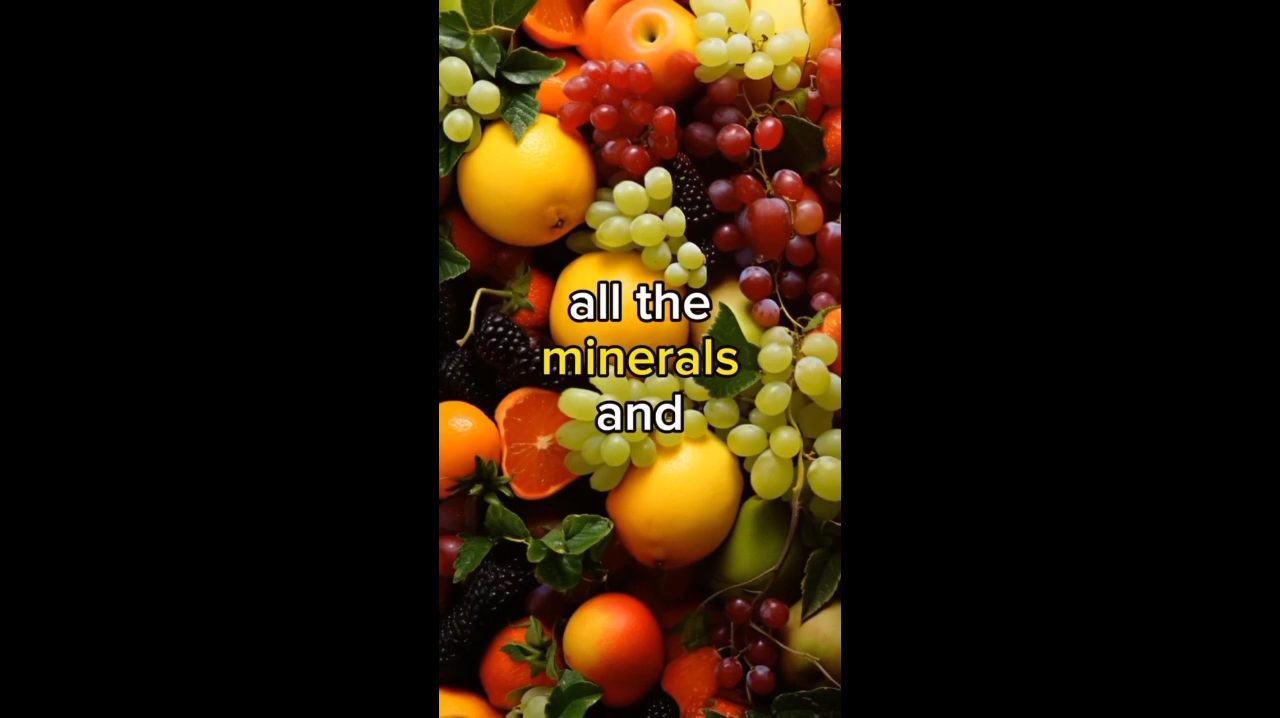 all the
minerals
and